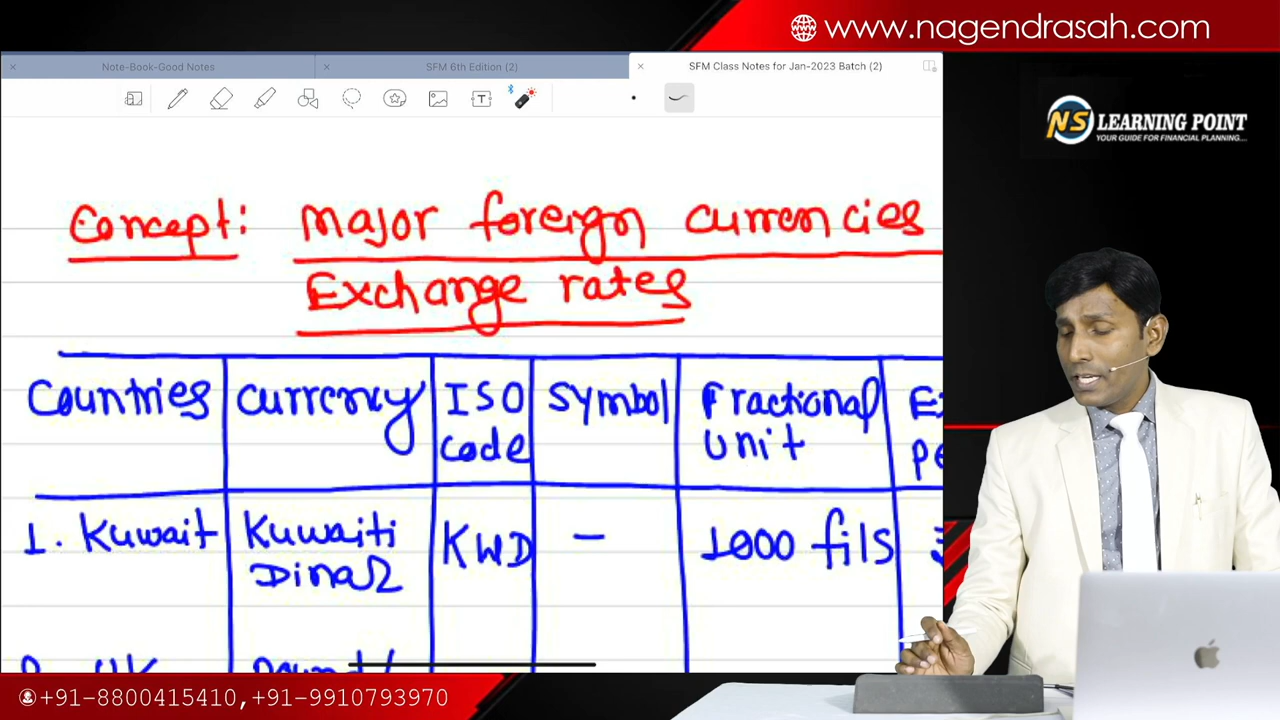 www.nagendrasah.com
Note-Book-Good Notes
SFM 6th Edition (2)
SFM Class Notes for Jan-2023 Batch (2)
NS LEARNING POINT
YOUR GUIDE FOR FINANCIAL PLANNING....
Concept: Major foreign currencies
Exchange rates
Countries currency ISO code Symbol Fractional unit
1. Kuwait Kuwaiti Dinar KWD - 1000 fils
UK
+91-8800415410,+91-9910793970